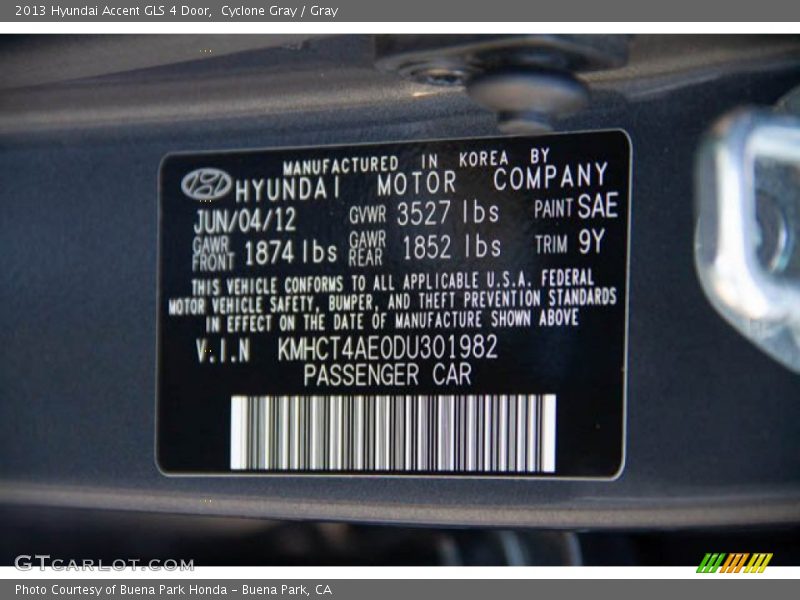 2013 Hyundai Accent GLS 4 Door,  Cyclone Gray / Gray
MANUFACTURED IN KOREA BY
HYUNDAI MOTOR COMPANY
JUN/04/12 GVWR 3527 lbs PAINT SAE
GAWR FRONT 1874 lbs GAWR REAR 1852 lbs TRIM 9Y
THIS VEHICLE CONFORMS TO ALL APPLICABLE U.S.A. FEDERAL
MOTOR VEHICLE SAFETY, BUMPER, AND THEFT PREVENTION STANDARDS
IN EFFECT ON THE DATE OF MANUFACTURE SHOWN ABOVE
V.I.N KMHCT4AE0DU301982
PASSENGER CAR
GTCARLOT.COM
Photo Courtesy of Buena Park Honda - Buena Park, CA